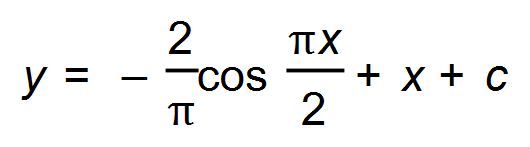 y = – 2/π cos πx/2 + x + c